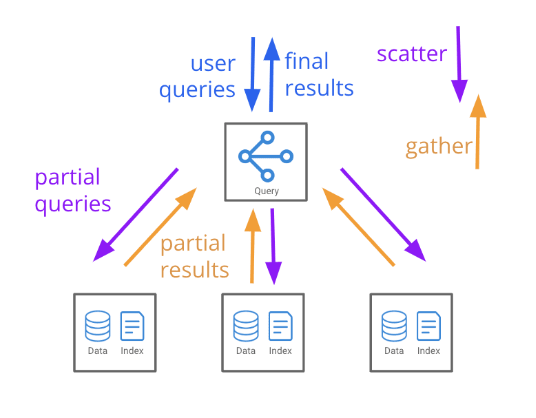 user
queries
final
results
scatter
gather
Query
partial
queries
partial
results
Data
Index
Data
Index
Data
Index